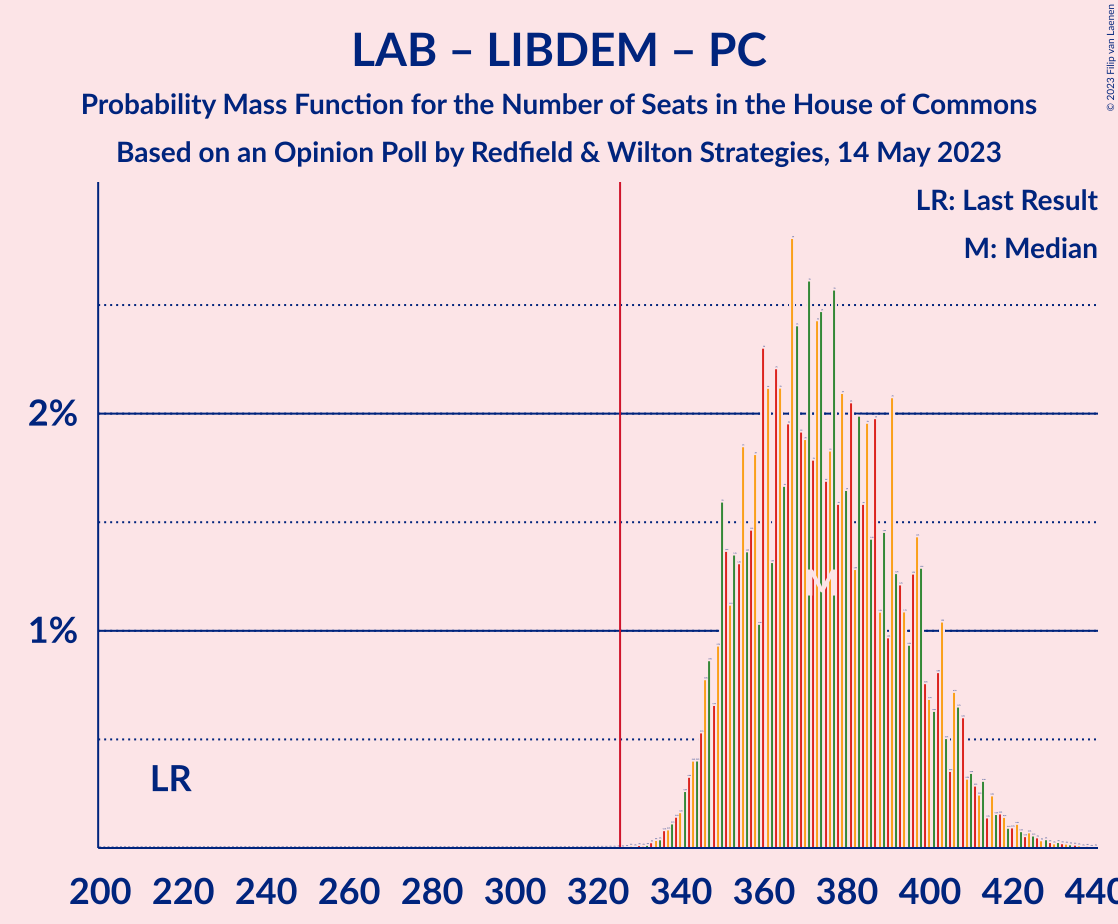 LAB – LIBDEM – PC
Probability Mass Function for the Number of Seats in the House of Commons
Based on an Opinion Poll by Redfield & Wilton Strategies, 14 May 2023
© 2023 Filip van Laenen
LR: Last Result
M: Median
2%
1%
M
LR
200 220 240 260 280 300 320 340 360 380 400 420 440